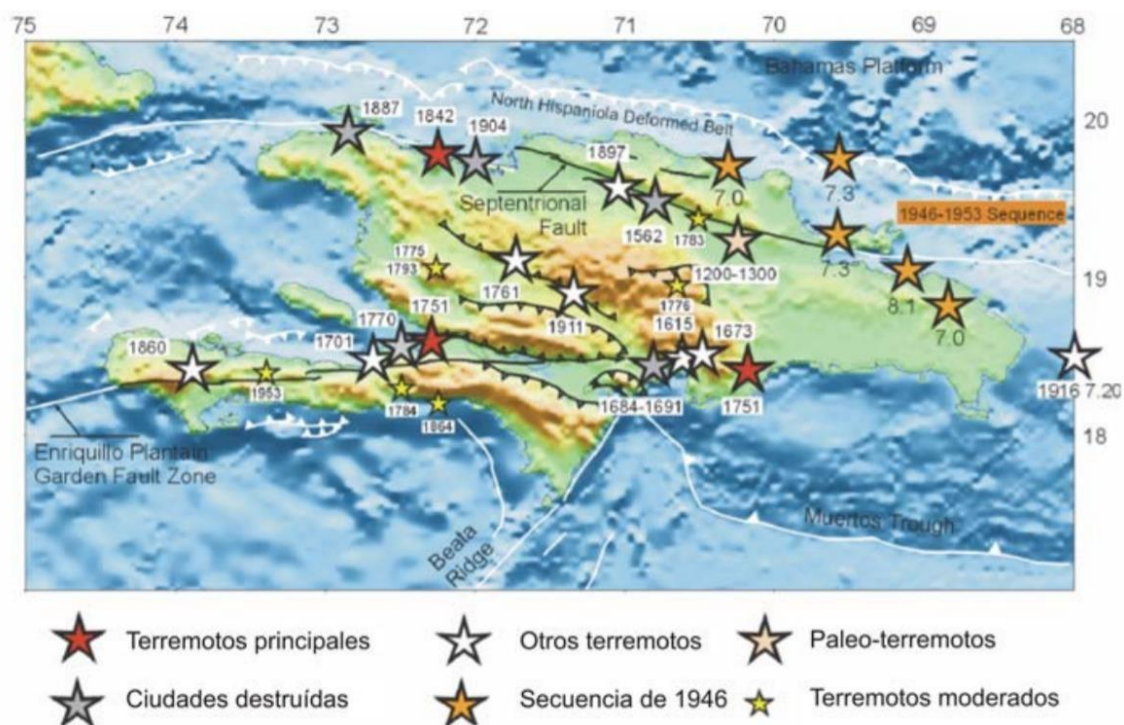 75 74 73 72 71 70 69 68
Bahamas Platform
North Hispaniola Deformed Belt
20
1887
1842
1904
1897
7.0
7.3
Septentrional
Fault
1562
1783
1946-1953 Sequence
7.3
1200-1300
19
1775
1793
1761
1776
8.1
1751
1911
1615
1673
7.0
1770
1701
1860
1953
1784
1864
1684-1691
1751
1916 7.20
18
Enriquillo Plantain
Garden Fault Zone
Beata
Ridge
Muertos Trough
Terremotos principales
Otros terremotos
Paleo-terremotos
Ciudades destruídas
Secuencia de 1946
Terremotos moderados